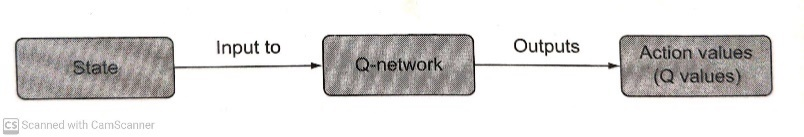 State
Input to
Q-network
Outputs
Action values
(Q values)
CS Scanned with CamScanner